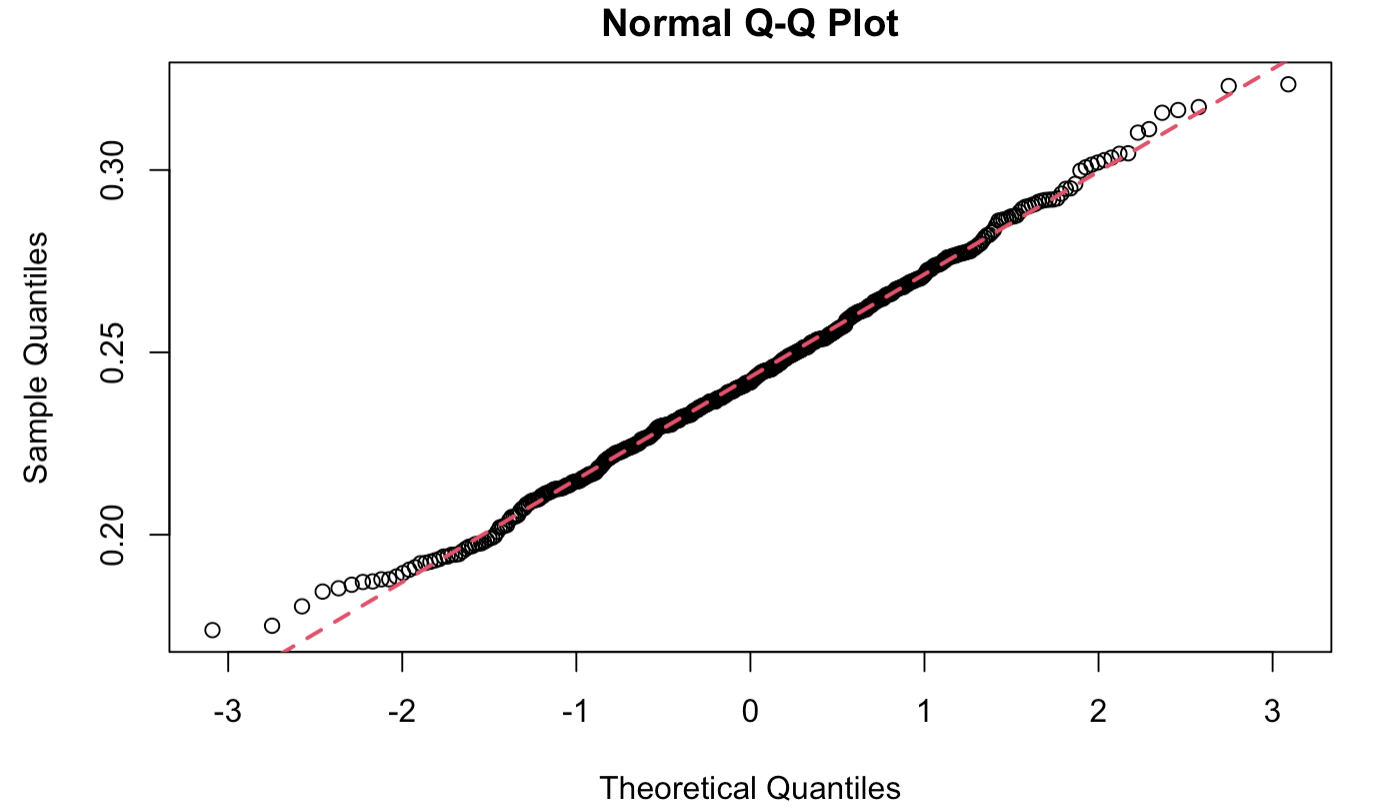 Normal Q-Q Plot
Sample Quantiles
0.30
0.25
0.20
-3 -2 -1 0 1 2 3
Theoretical Quantiles